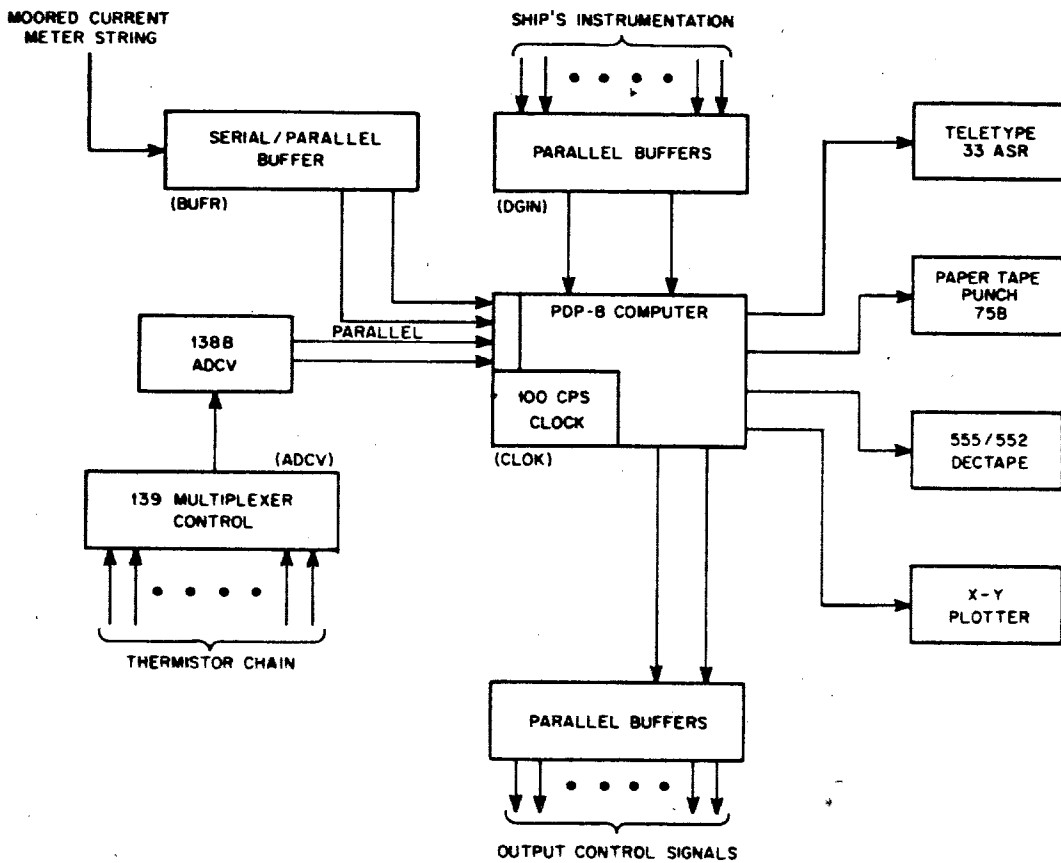 MOORED CURRENT
METER STRING
SHIP'S INSTRUMENTATION
SERIAL/PARALLEL
BUFFER
(BUFR)
PARALLEL BUFFERS
(DGIN)
TELETYPE
33 ASR
PAPER TAPE
PUNCH
75B
PDP-8 COMPUTER
PARALLEL
138B
ADCV
100 CPS
CLOCK
(CLOK)
555/552
DECTAPE
(ADCV)
139 MULTIPLEXER
CONTROL
THERMISTOR CHAIN
X-Y
PLOTTER
PARALLEL BUFFERS
OUTPUT CONTROL SIGNALS